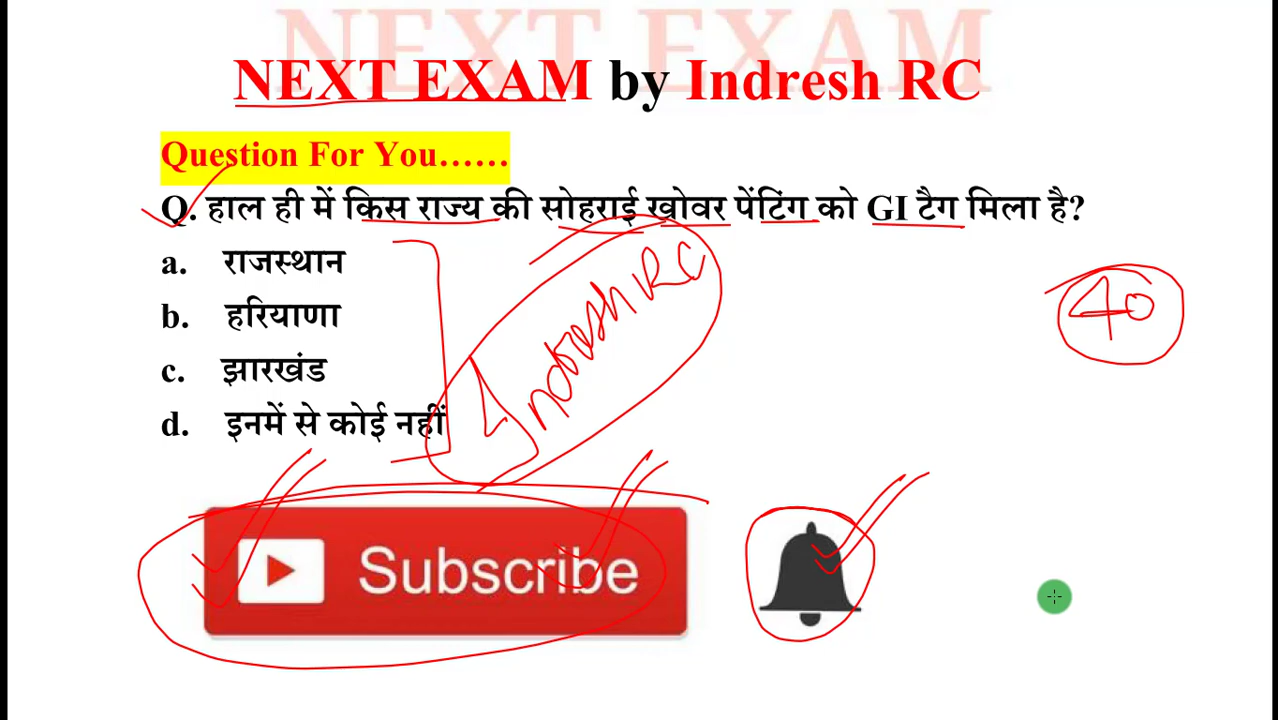 NEXT EXAM
NEXT EXAM by Indresh RC
Question For You......
Q. हाल ही में किस राज्य की सोहराई खोवर पेंटिंग को GI टैग मिला है?
a. राजस्थान
b. हरियाणा
c. झारखंड
d. इनमें से कोई नहीं
Indresh RC
40
Subscribe